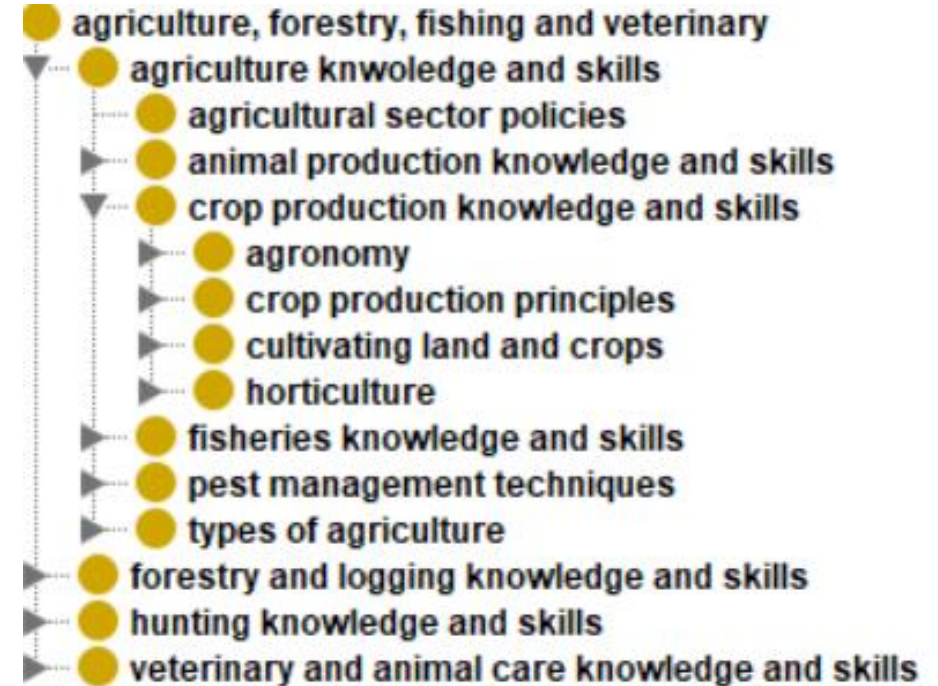 agriculture, forestry, fishing and veterinary
agriculture knwoledge and skills
agricultural sector policies
animal production knowledge and skills
crop production knowledge and skills
agronomy
crop production principles
cultivating land and crops
horticulture
fisheries knowledge and skills
pest management techniques
types of agriculture
forestry and logging knowledge and skills
hunting knowledge and skills
veterinary and animal care knowledge and skills